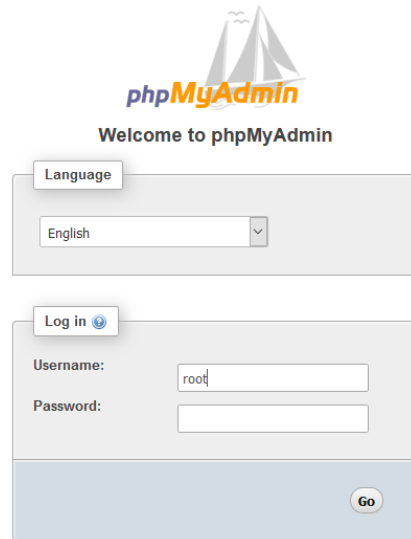 phpMyAdmin
Welcome to phpMyAdmin
Language
English
Log in
Username:
root
Password:
Go